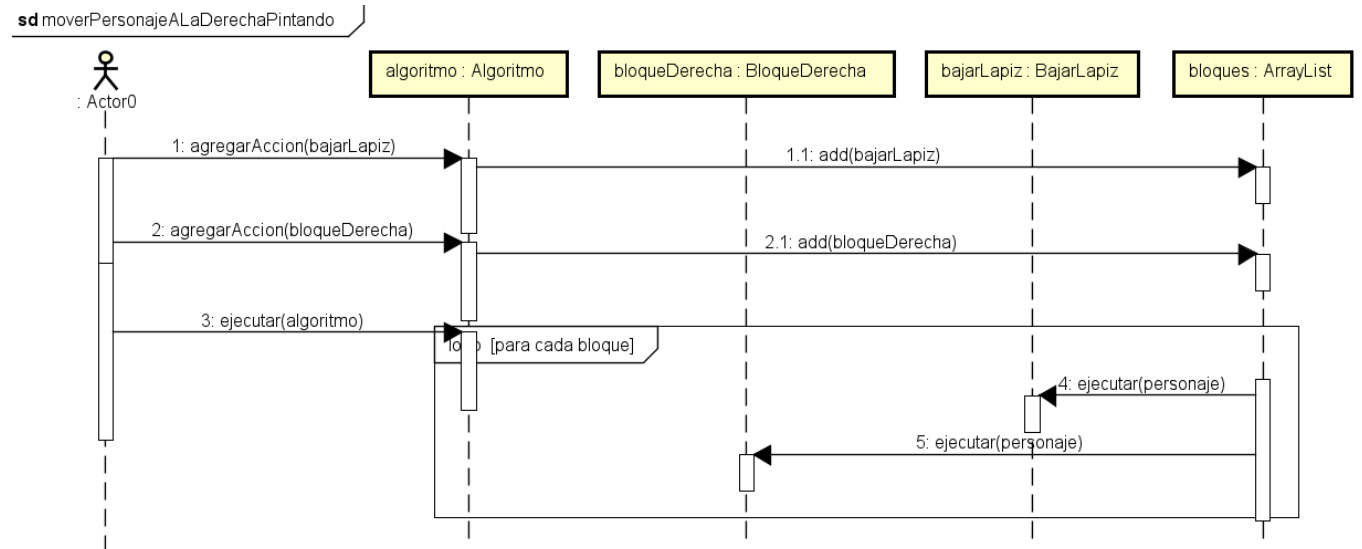 sd moverPersonajeALaDerechaPintando
: Actor0
algoritmo : Algoritmo
bloqueDerecha : BloqueDerecha
bajarLapiz : BajarLapiz
bloques : ArrayList
1: agregarAccion(bajarLapiz)
1.1: add(bajarLapiz)
2: agregarAccion(bloqueDerecha)
2.1: add(bloqueDerecha)
3: ejecutar(algoritmo)
[para cada bloque]
4: ejecutar(personaje)
5: ejecutar(personaje)